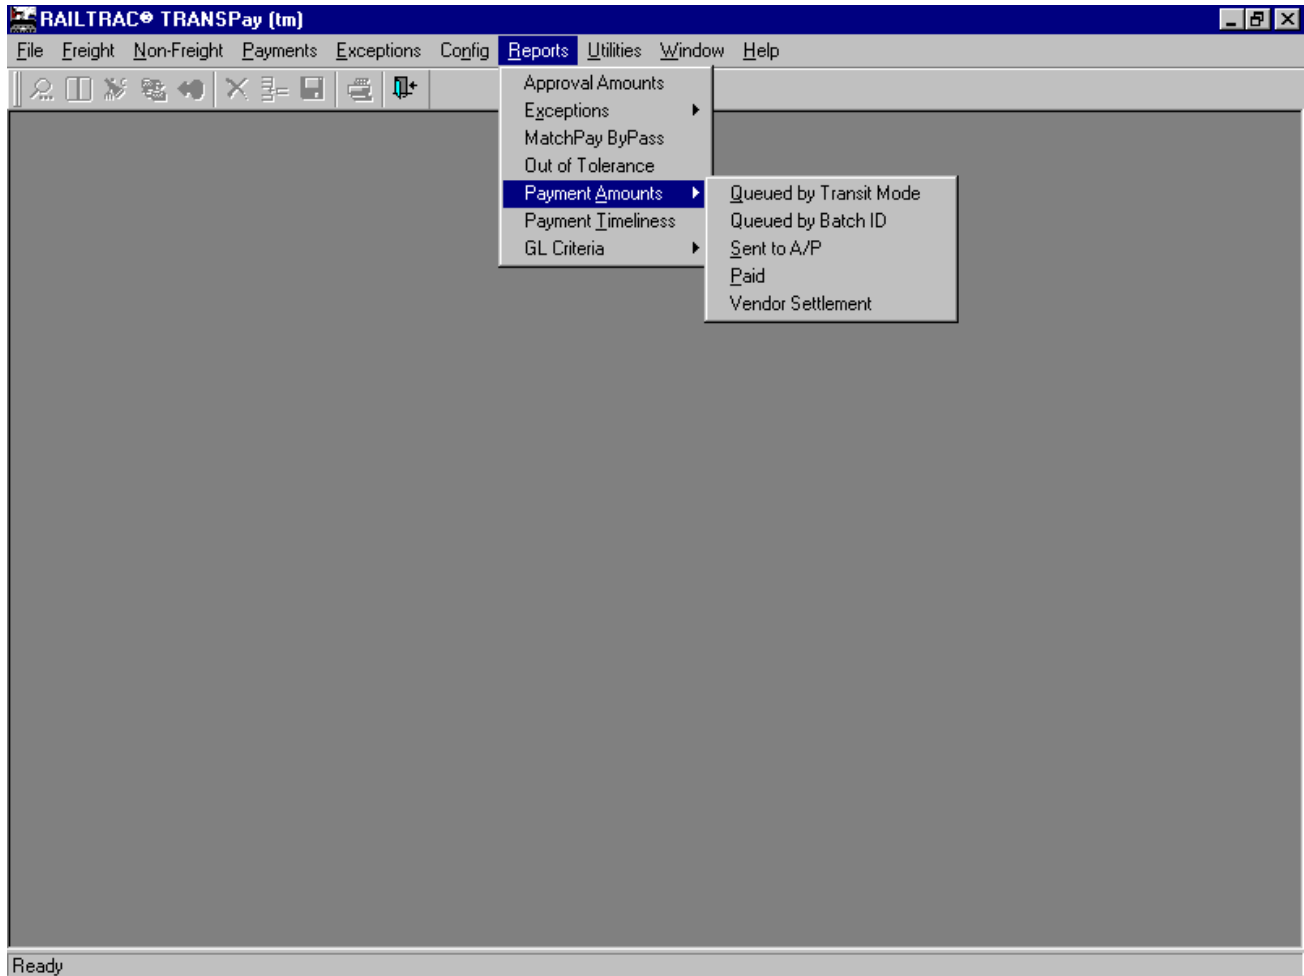 RAILTRAC® TRANSPay (tm)
File Freight Non-Freight Payments Exceptions Config Reports Utilities Window Help
Approval Amounts
Exceptions
MatchPay ByPass
Out of Tolerance
Payment Amounts
Payment Timeliness
GL Criteria
Queued by Transit Mode
Queued by Batch ID
Sent to A/P
Paid
Vendor Settlement
Ready